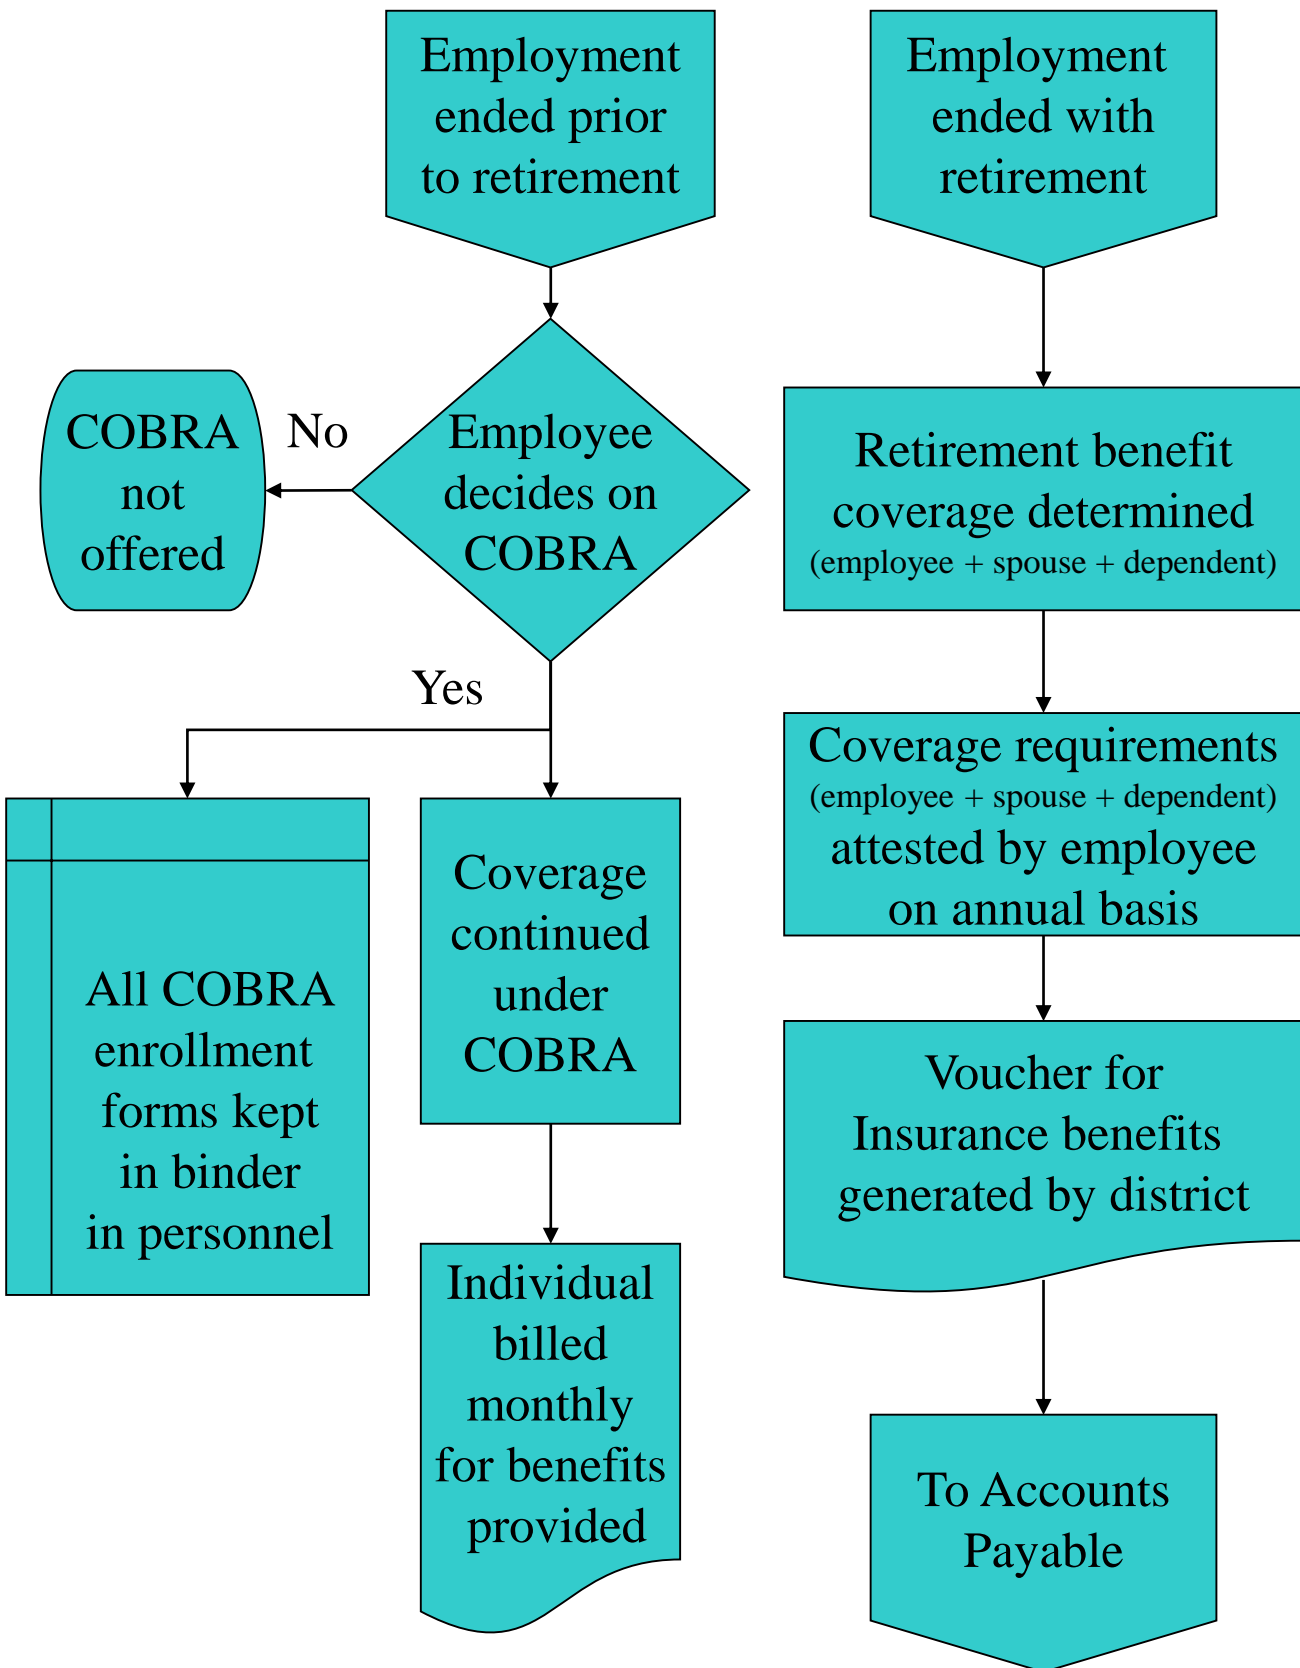 Employment
ended prior
to retirement
Employment
ended with
retirement
COBRA
not
offered
No
Employee
decides on
COBRA
Retirement benefit
coverage determined
(employee + spouse + dependent)
Yes
Coverage requirements
(employee + spouse + dependent)
attested by employee
on annual basis
All COBRA
enrollment
forms kept
in binder
in personnel
Coverage
continued
under
COBRA
Voucher for
Insurance benefits
generated by district
Individual
billed
monthly
for benefits
provided
To Accounts
Payable